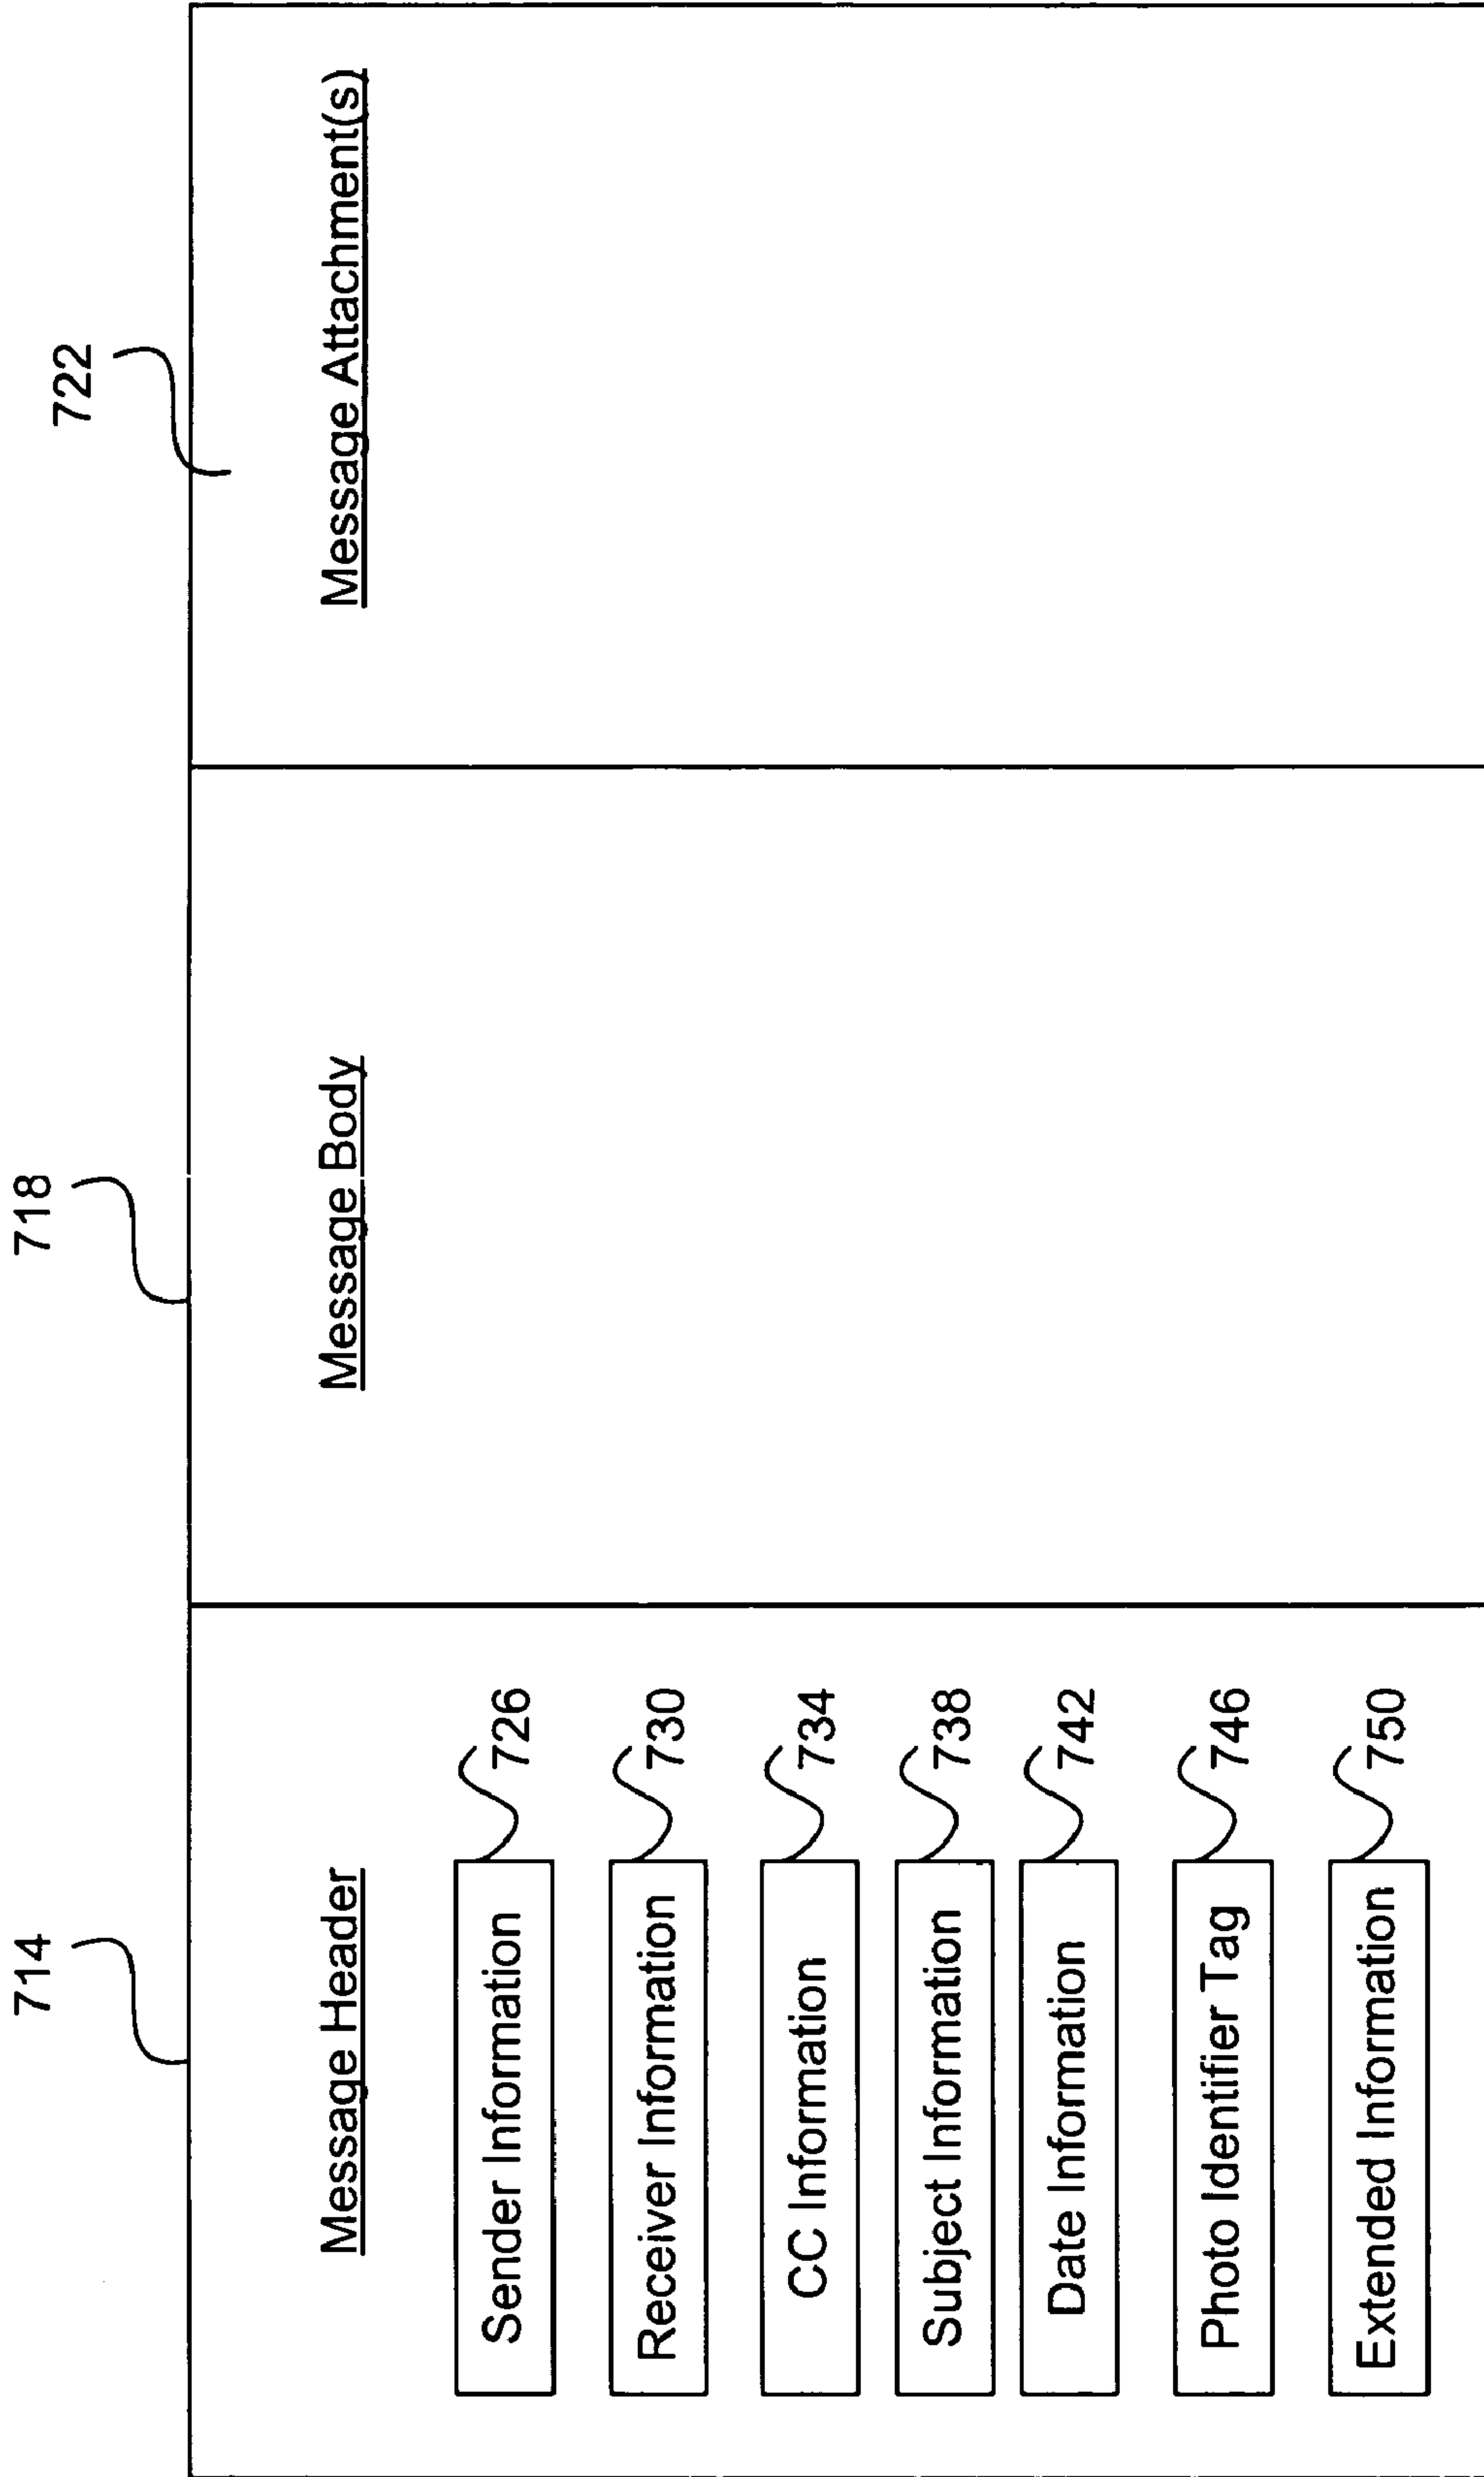 714
718
722
Message Header
Message Body
Message Attachment(s)
Sender Information
726
Receiver Information
730
CC Information
734
Subject Information
738
Date Information
742
Photo Identifier Tag
746
Extended Information
750